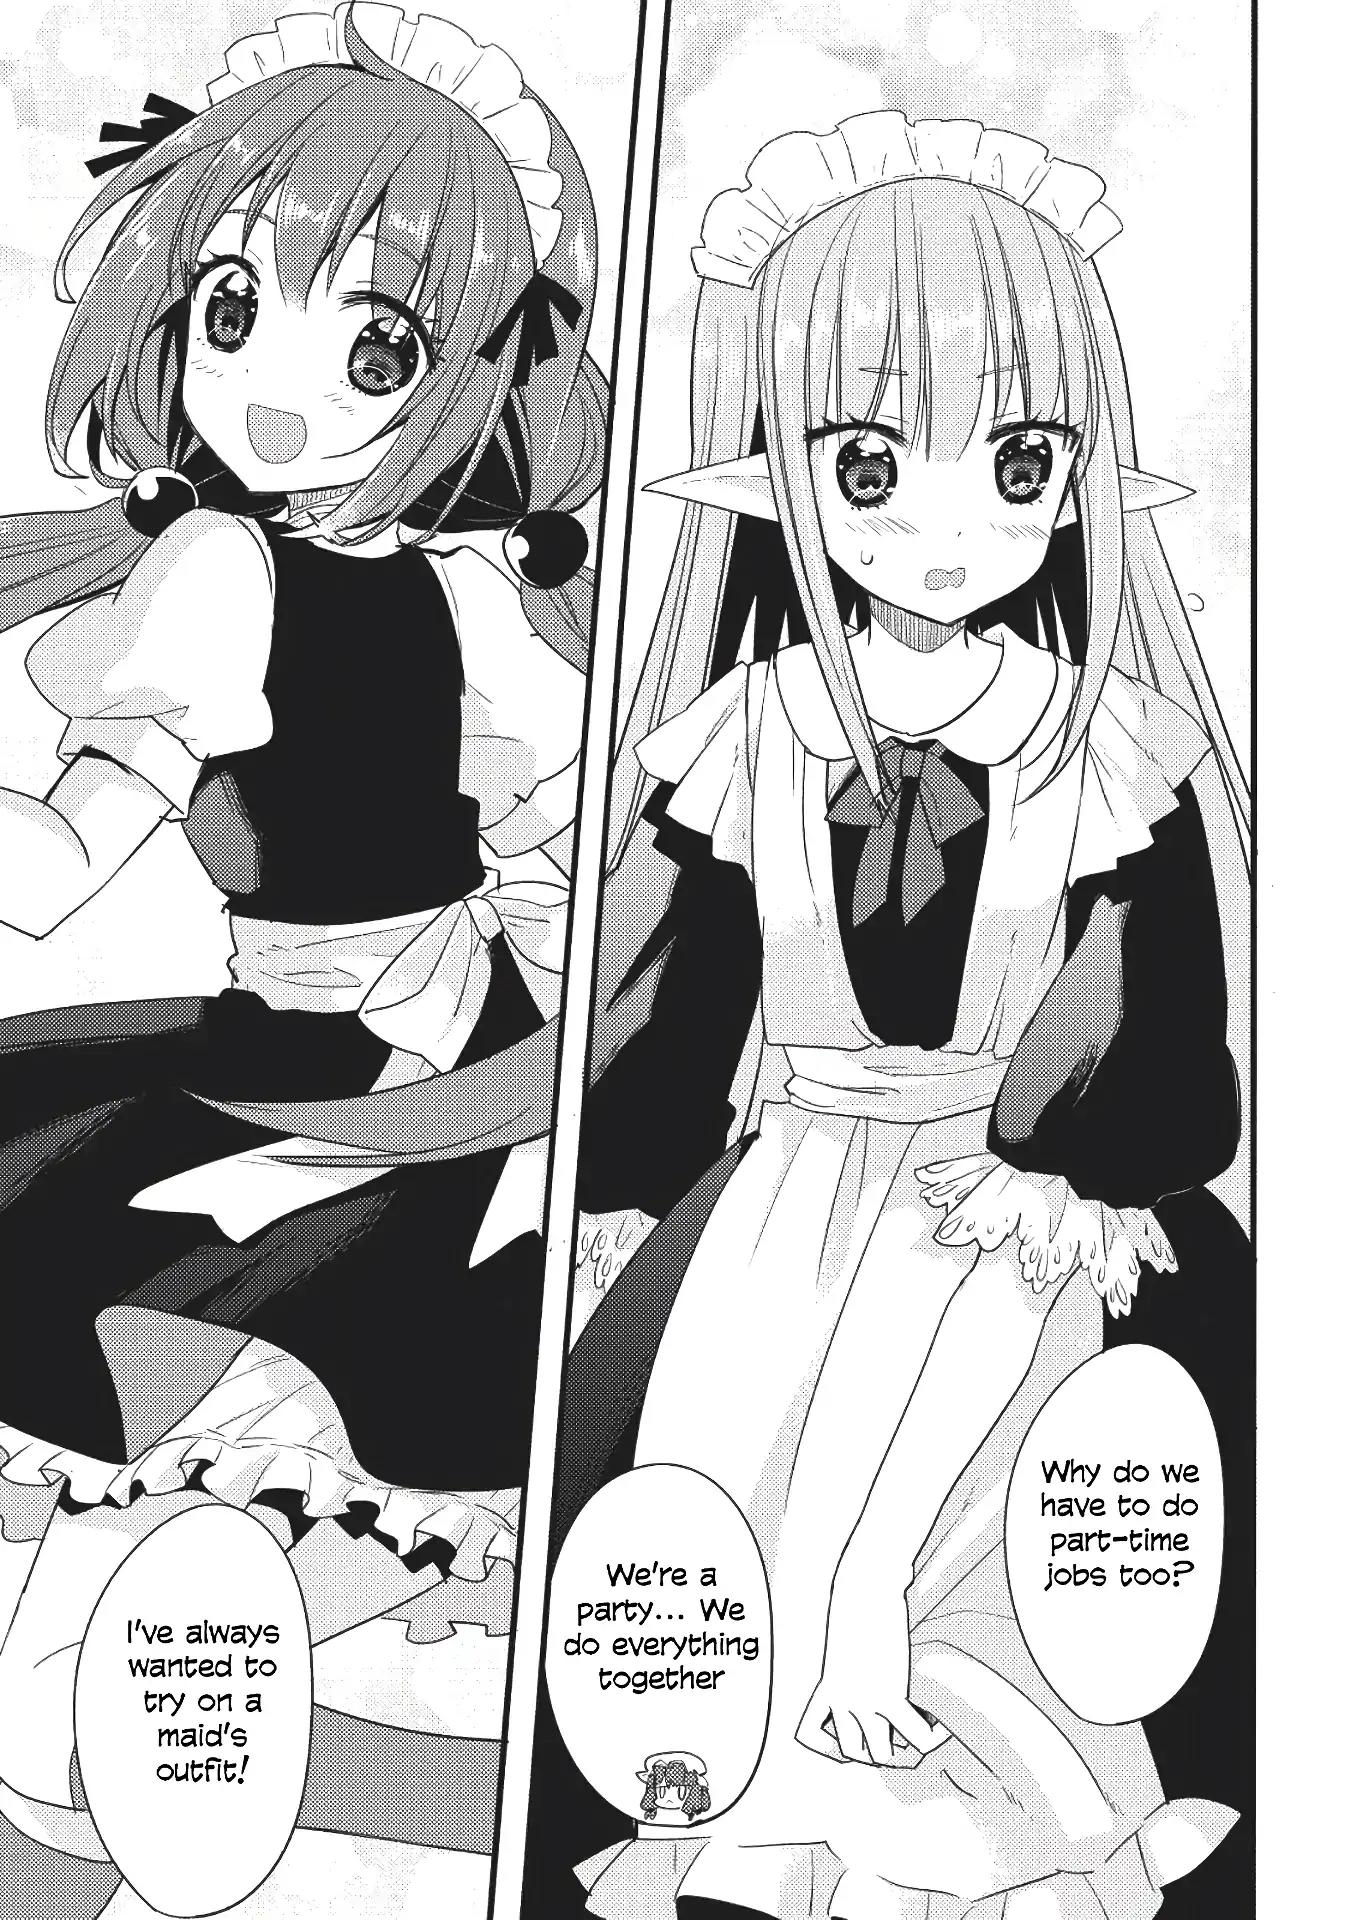 Why do we
have to do
part-time
jobs too?
We're a
party... We
do everything
together
I've always
wanted to
try on a
maid's
outfit!